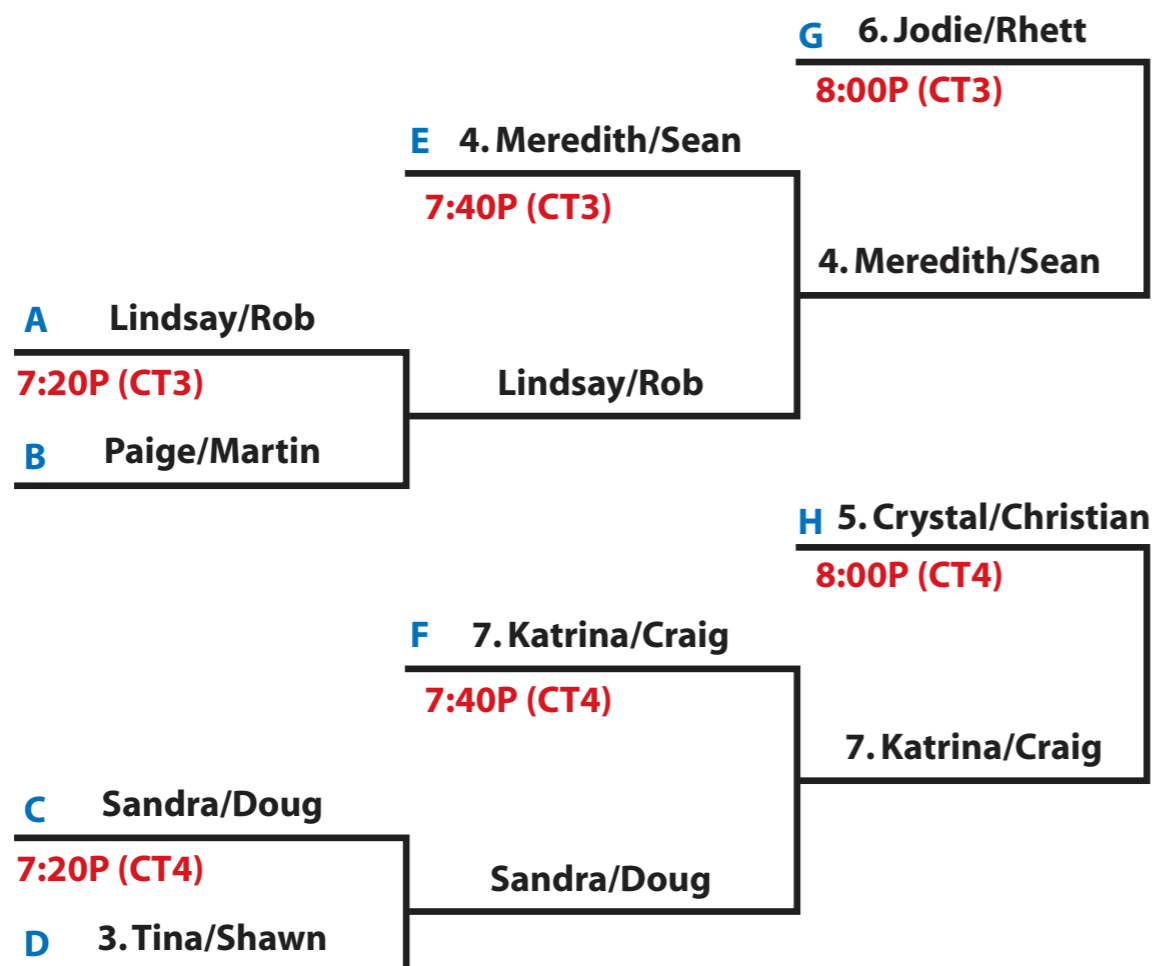 G 6. Jodie/Rhett
8:00P (CT3)
E 4. Meredith/Sean
7:40P (CT3)
4. Meredith/Sean
A Lindsay/Rob
7:20P (CT3)
Lindsay/Rob
B Paige/Martin
H 5. Crystal/Christian
8:00P (CT4)
F 7. Katrina/Craig
7:40P (CT4)
7. Katrina/Craig
C Sandra/Doug
7:20P (CT4)
Sandra/Doug
D 3. Tina/Shawn